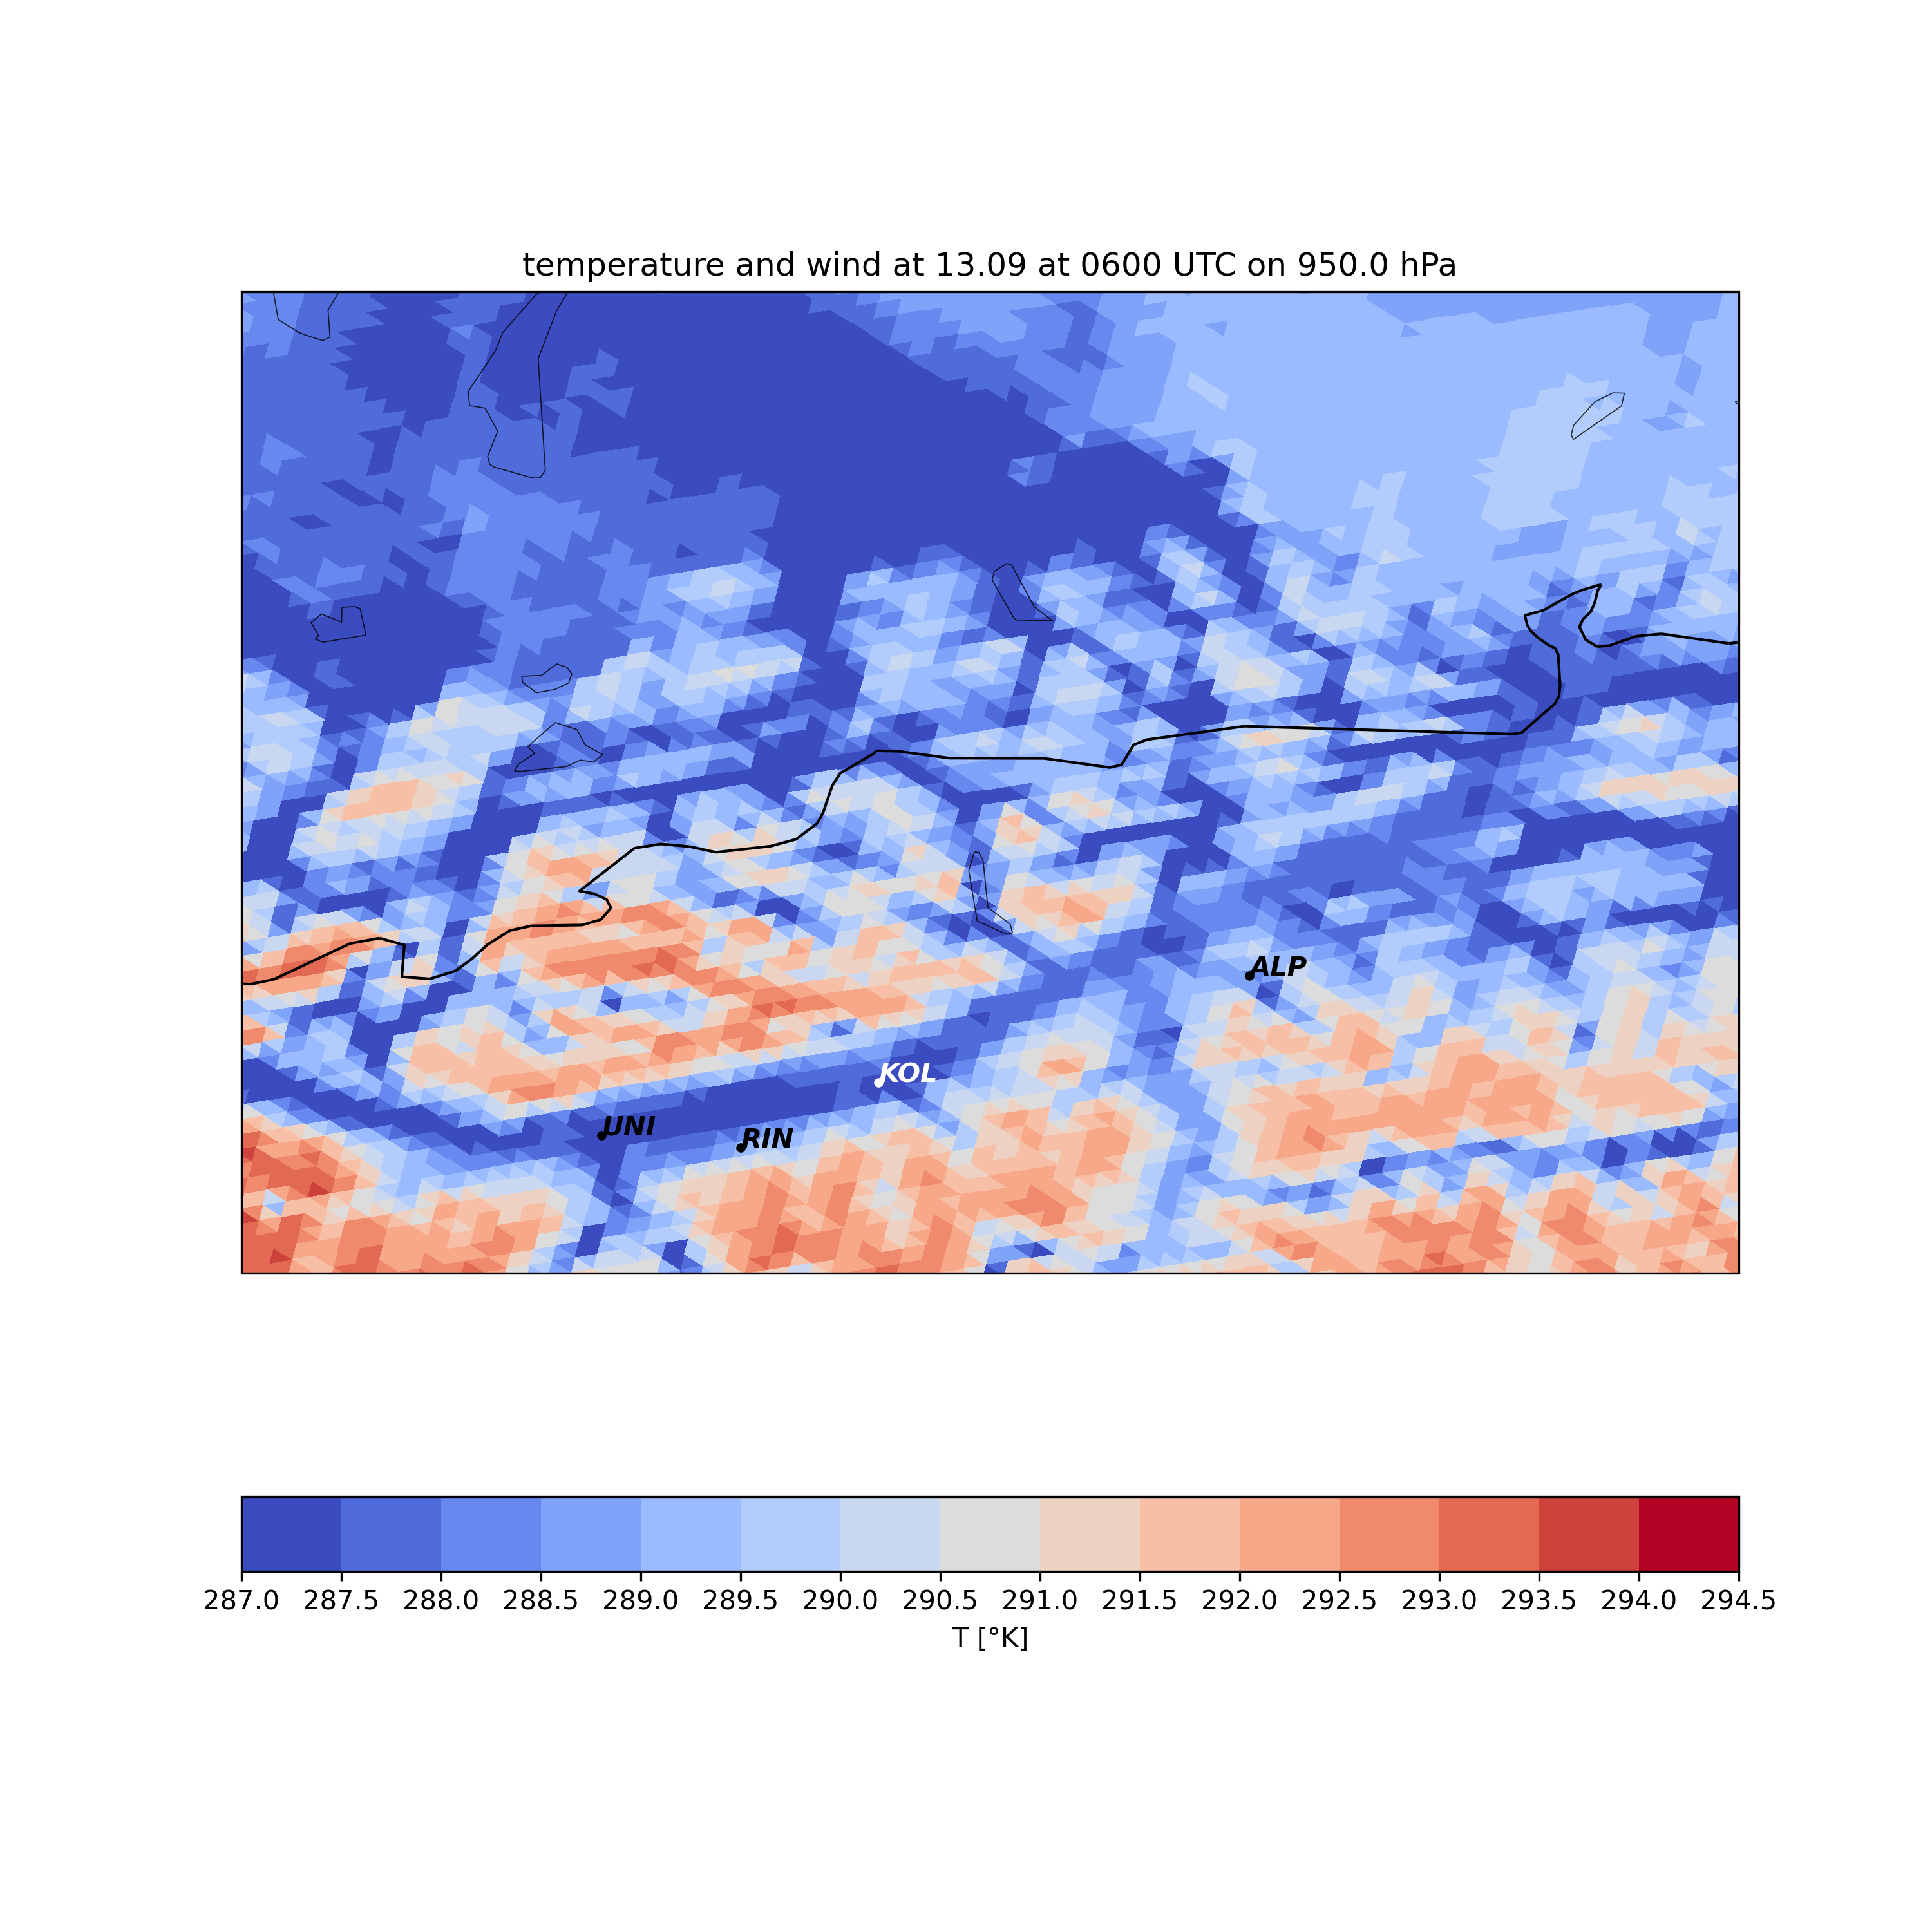 temperature and wind at 13.09 at 0600 UTC on 950.0 hPa
ALP
KOL
UNI
RIN
287.0 287.5 288.0 288.5 289.0 289.5 290.0 290.5 291.0 291.5 292.0 292.5 293.0 293.5 294.0 294.5
T [°K]